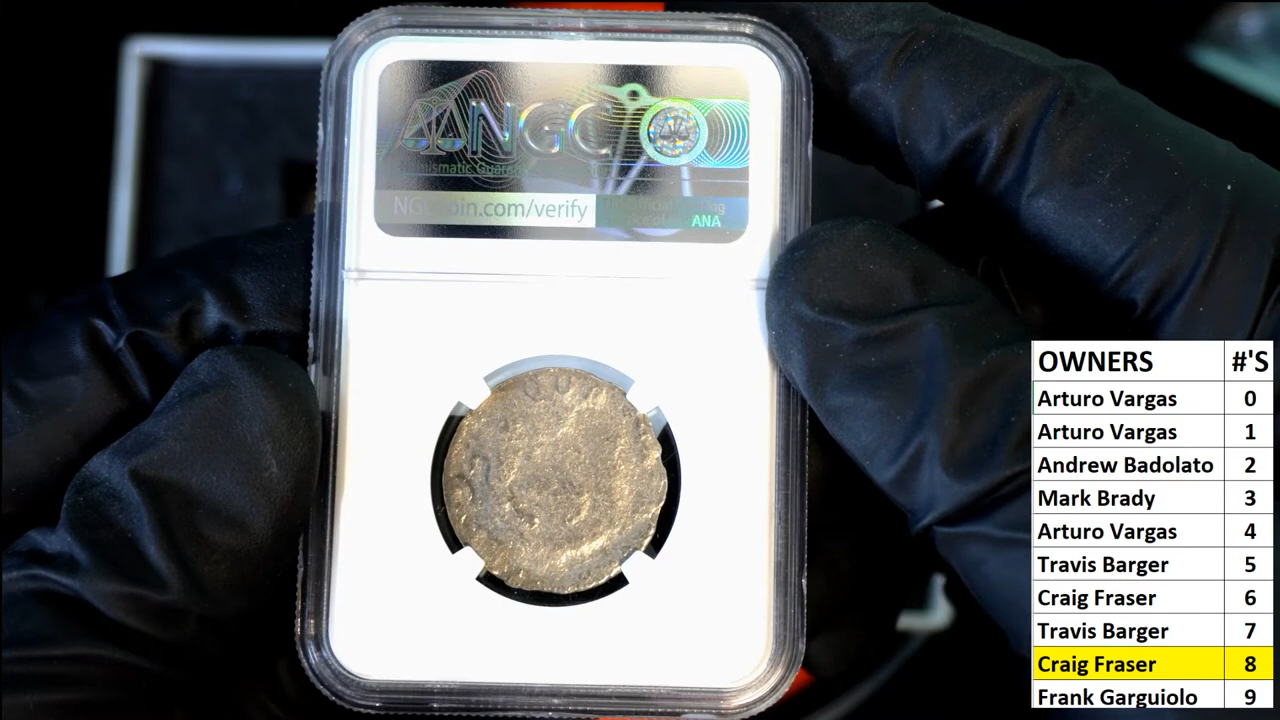 NGC
NGCcoin.com/verify
ANA
OWNERS #'S
Arturo Vargas 0
Arturo Vargas 1
Andrew Badolato 2
Mark Brady 3
Arturo Vargas 4
Travis Barger 5
Craig Fraser 6
Travis Barger 7
Craig Fraser 8
Frank Garguiolo 9